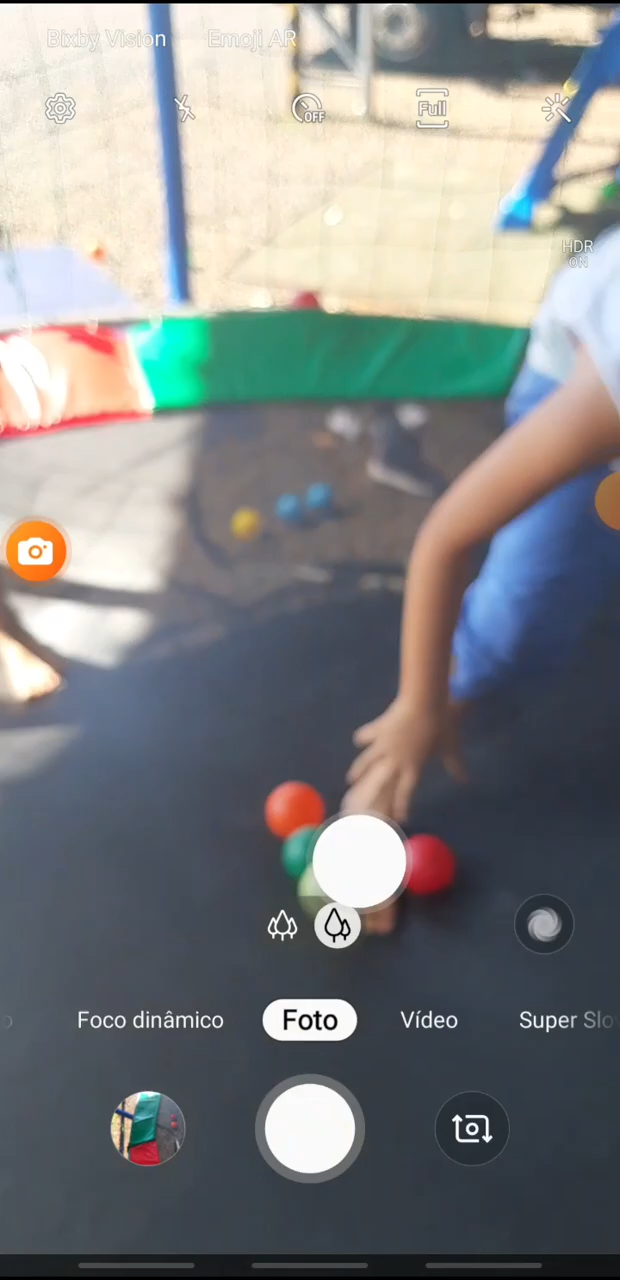 Bixby Vision Emoji AR
OFF Full
HDR
ON
Foco dinâmico Foto Vídeo Super Slo